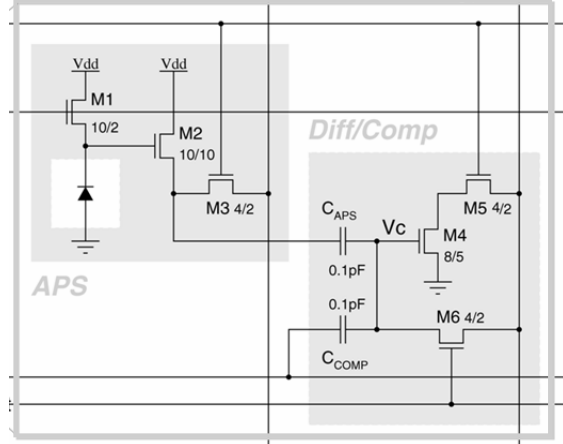 Vdd
Vdd
M1
10/2
M2
10/10
Diff/Comp
M3 4/2
M5 4/2
CAPS
Vc
M4
8/5
0.1pF
APS
0.1pF
M6 4/2
CCOMP